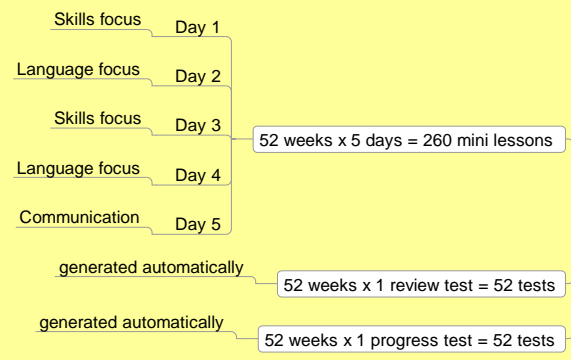 Skills focus Day 1
Language focus Day 2
Skills focus Day 3
52 weeks x 5 days = 260 mini lessons
Language focus Day 4
Communication Day 5
generated automatically
52 weeks x 1 review test = 52 tests
generated automatically
52 weeks x 1 progress test = 52 tests